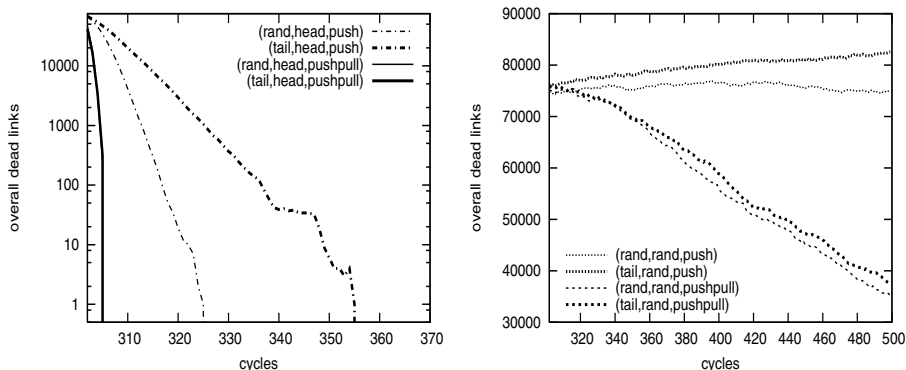 overall dead links
10000
1000
100
10
1
310 320 330 340 350 360 370
cycles
(rand,head,push)
(tail,head,push)
(rand,head,pushpull)
(tail,head,pushpull)
overall dead links
90000
80000
70000
60000
50000
40000
30000
(rand,rand,push)
(tail,rand,push)
(rand,rand,pushpull)
(tail,rand,pushpull)
320 340 360 380 400 420 440 460 480 500
cycles